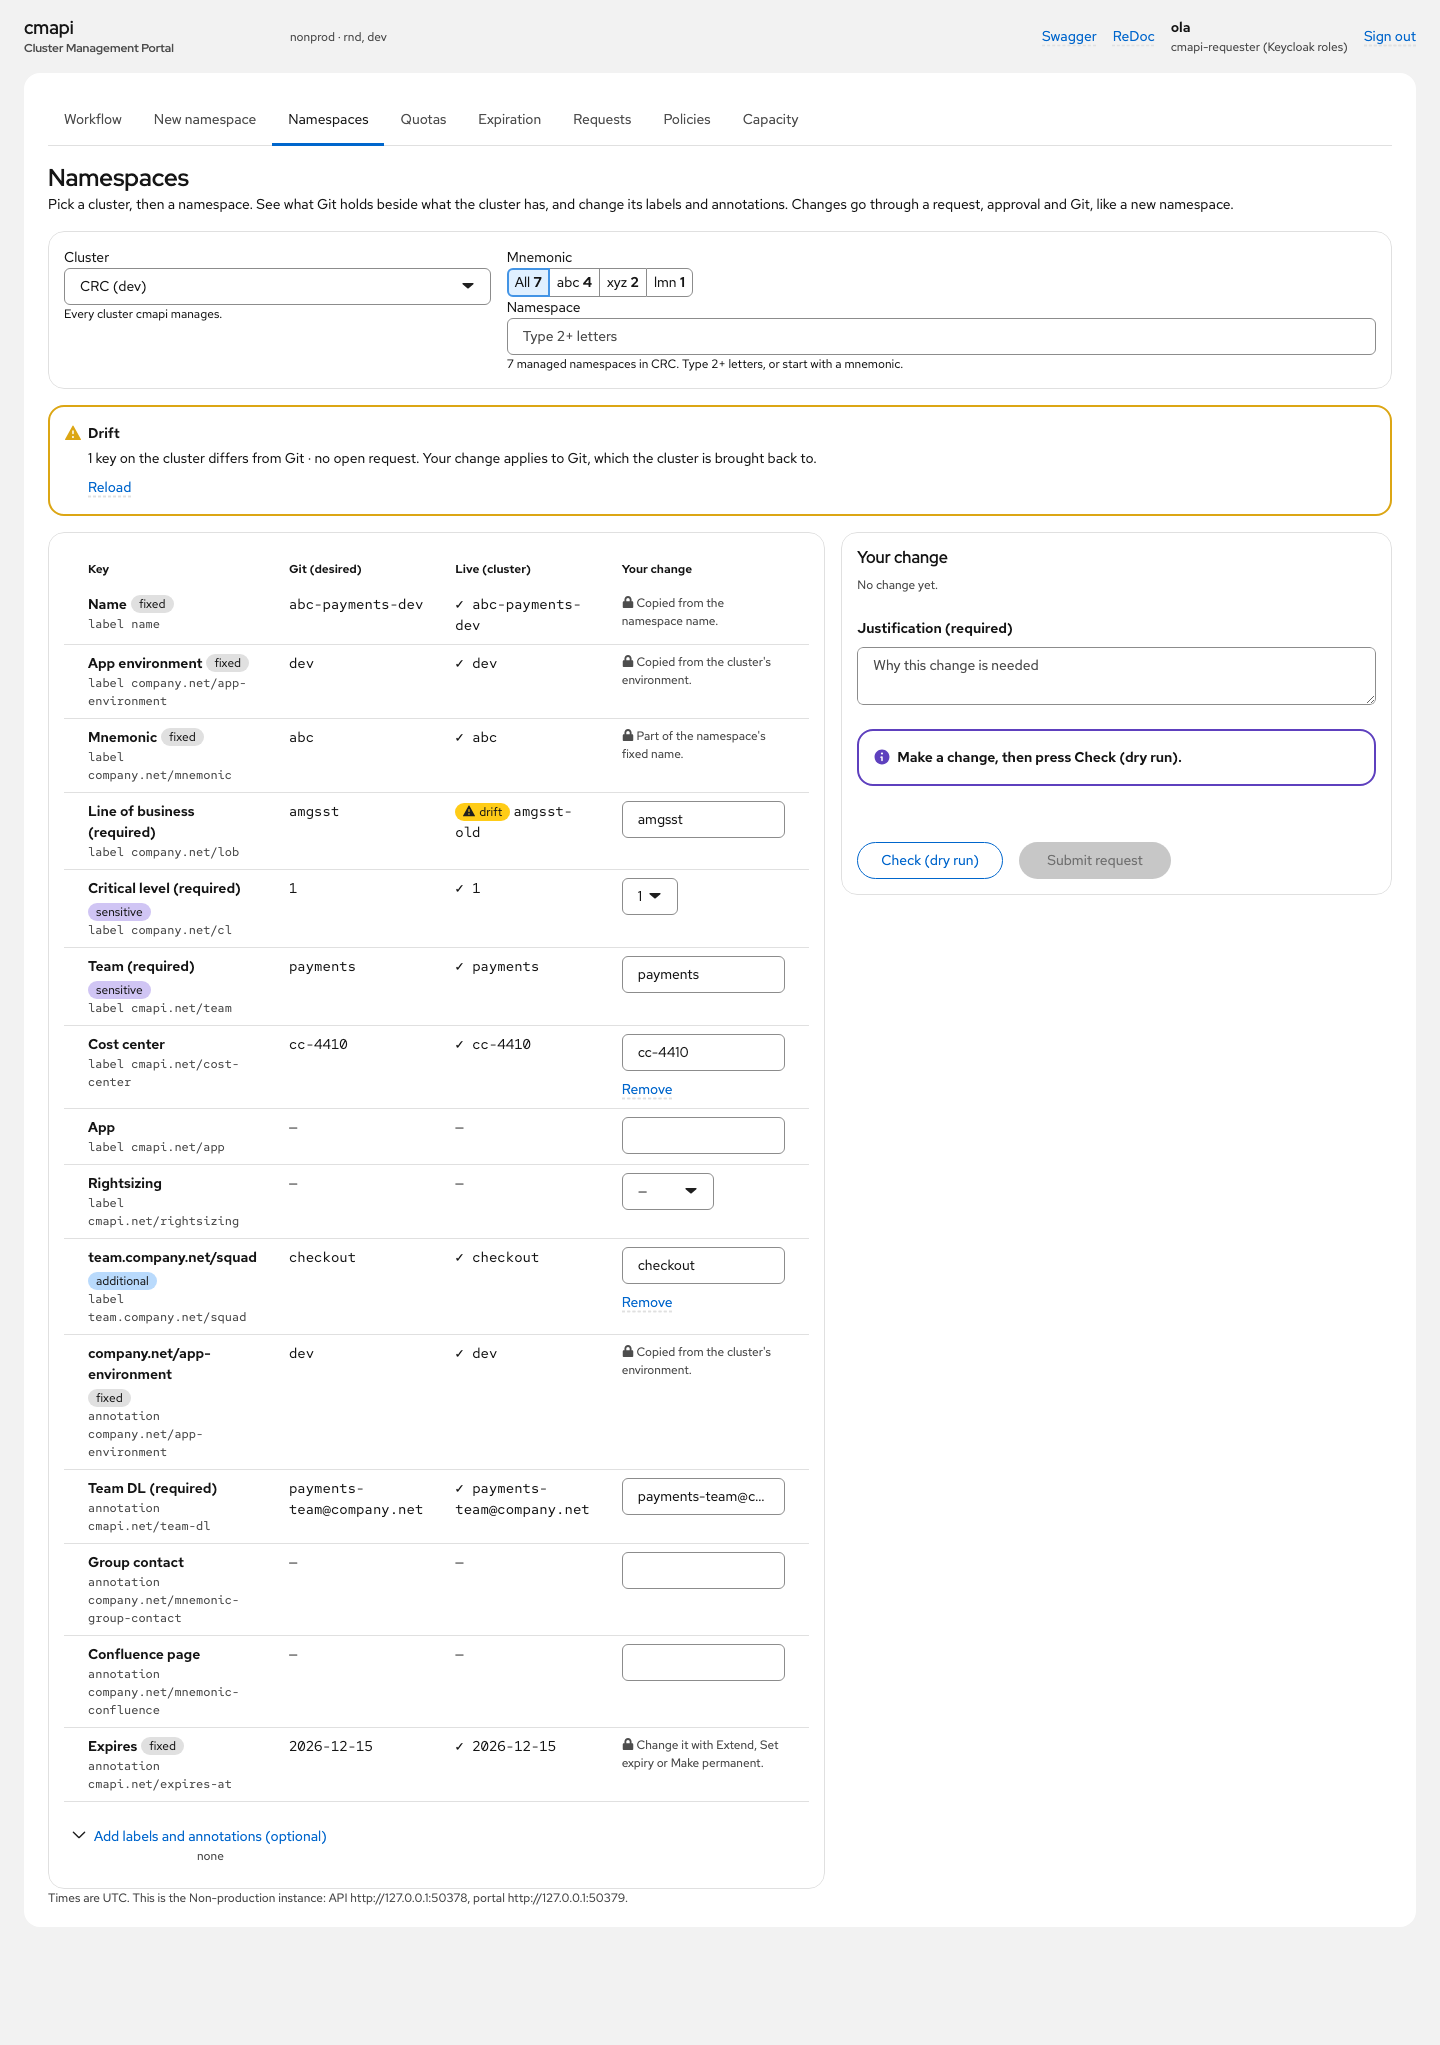 cmapi
Cluster Management Portal
nonprod · rnd, dev
Swagger
ReDoc
ola
cmapi-requester (Keycloak roles)
Sign out
Workflow
New namespace
Namespaces
Quotas
Expiration
Requests
Policies
Capacity
Namespaces
Pick a cluster, then a namespace. See what Git holds beside what the cluster has, and change its labels and annotations. Changes go through a request, approval and Git, like a new namespace.
Cluster
CRC (dev)
Every cluster cmapi manages.
Mnemonic
All 7 abc 4 xyz 2 lmn 1
Namespace
Type 2+ letters
7 managed namespaces in CRC. Type 2+ letters, or start with a mnemonic.
Drift
1 key on the cluster differs from Git · no open request. Your change applies to Git, which the cluster is brought back to.
Reload
Key Git (desired) Live (cluster) Your change
Name fixed
label name
abc-payments-dev
✓ abc-payments-
dev
Copied from the
namespace name.
App environment fixed
label company.net/app-
environment
dev
✓ dev
Copied from the cluster's
environment.
Mnemonic fixed
label
company.net/mnemonic
abc
✓ abc
Part of the namespace's
fixed name.
Line of business
(required)
label company.net/lob
amgsst
drift amgsst-
old
amgsst
Critical level (required)
sensitive
label company.net/cl
1
✓ 1
1
Team (required)
sensitive
label cmapi.net/team
payments
✓ payments
payments
Cost center
label cmapi.net/cost-
center
cc-4410
✓ cc-4410
cc-4410
Remove
App
label cmapi.net/app
—
—
Rightsizing
label
cmapi.net/rightsizing
—
—
—
team.company.net/squad
additional
label
team.company.net/squad
checkout
✓ checkout
checkout
Remove
company.net/app-
environment
fixed
annotation
company.net/app-
environment
dev
✓ dev
Copied from the cluster's
environment.
Team DL (required)
annotation
cmapi.net/team-dl
payments-
team@company.net
✓ payments-
team@company.net
payments-team@c...
Group contact
annotation
company.net/mnemonic-
group-contact
—
—
Confluence page
annotation
company.net/mnemonic-
confluence
—
—
Expires fixed
annotation
cmapi.net/expires-at
2026-12-15
✓ 2026-12-15
Change it with Extend, Set
expiry or Make permanent.
Add labels and annotations (optional)
none
Your change
No change yet.
Justification (required)
Why this change is needed
Make a change, then press Check (dry run).
Check (dry run)
Submit request
Times are UTC. This is the Non-production instance: API http://127.0.0.1:50378, portal http://127.0.0.1:50379.